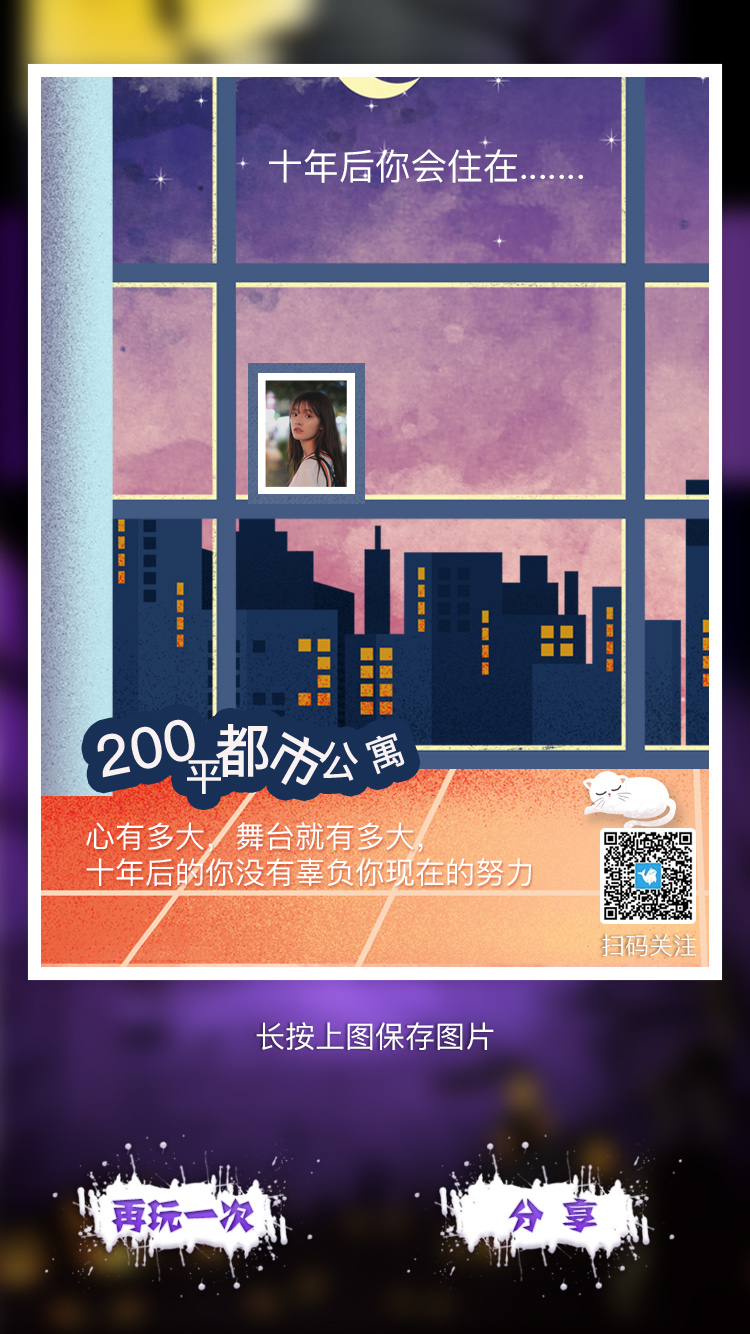 十年后你会住在.......
200平都市公寓
心有多大，舞台就有多大，
十年后的你没有辜负你现在的努力
扫码关注
长按上图保存图片
再玩一次
分享